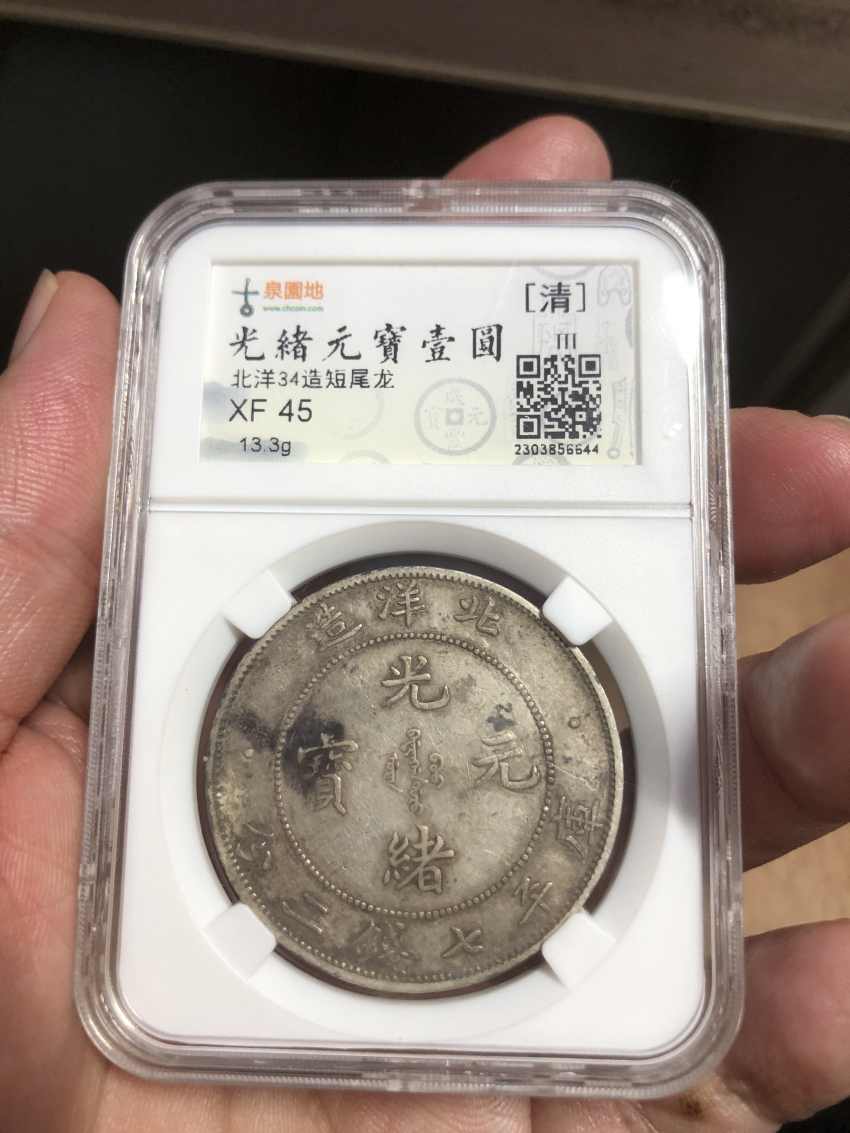 泉園地
www.chcoin.com
[清]
光緒元寶壹圓
北洋34造短尾龙
XF 45
13.3g
2303856644
北洋造
光緒元寶
庫平七錢二分